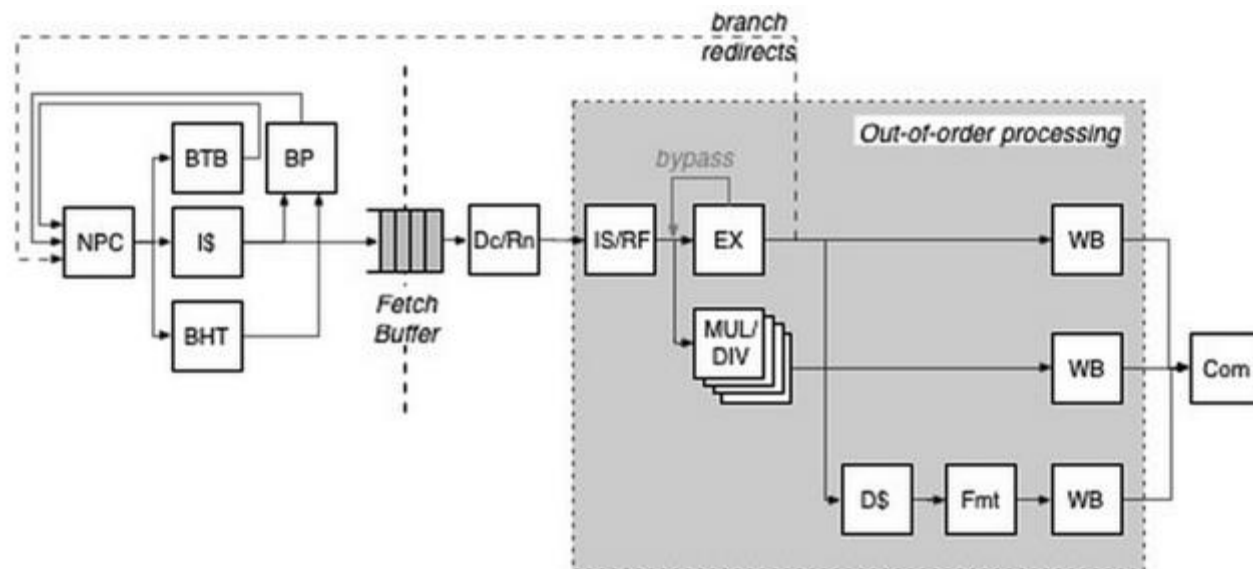 branch
redirects
Out-of-order processing
bypass
BTB
BP
NPC
I$
Dc/Rn
IS/RF
EX
WB
Fetch
Buffer
BHT
MUL/
DIV
WB
Com
D$
Fmt
WB